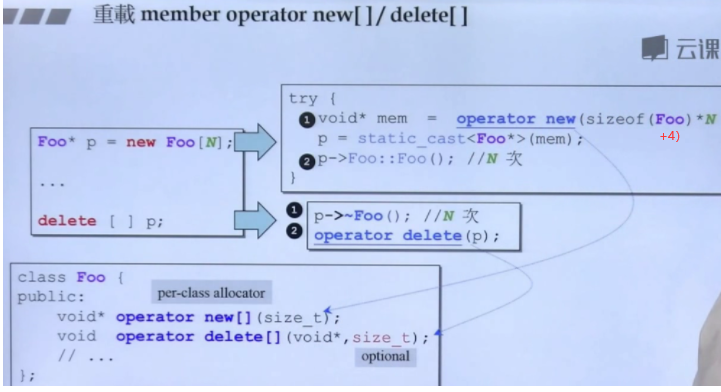 重載 member operator new[]/ delete[]
云课
Foo* p = new Foo[N];
...
delete [ ] p;
try {
❶void* mem = operator new(sizeof(Foo)*N
+4)
p = static_cast<Foo*>(mem);
❷p->Foo::Foo(); //N 次
}
❶ p->~Foo(); //N 次
❷ operator delete(p);
class Foo {
public:
per-class allocator
void* operator new[](size_t);
void operator delete[](void*,size_t);
// ...
optional
};